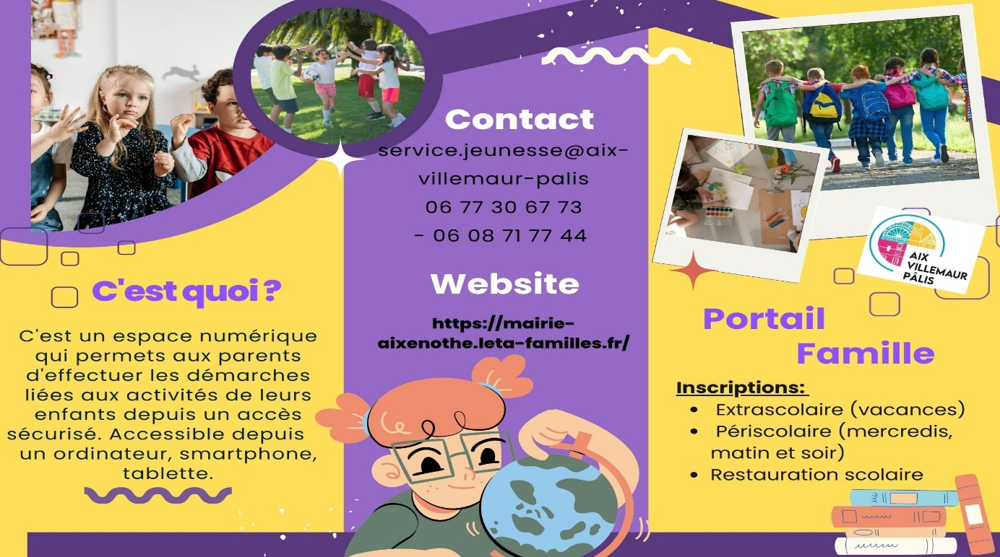 C'est quoi ?
C'est un espace numérique
qui permets aux parents
d'effectuer les démarches
liées aux activités de leurs
enfants depuis un accès
sécurisé. Accessible depuis
un ordinateur, smartphone,
tablette.
Contact
service.jeunesse@aix-
villemaur-palis
06 77 30 67 73
- 06 08 71 77 44
Website
https://mairie-
aixenothe.leta-familles.fr/
AIX
VILLEMAUR
PÂLIS
Portail
Famille
Inscriptions:
• Extrascolaire (vacances)
• Périscolaire (mercredis,
matin et soir)
• Restauration scolaire